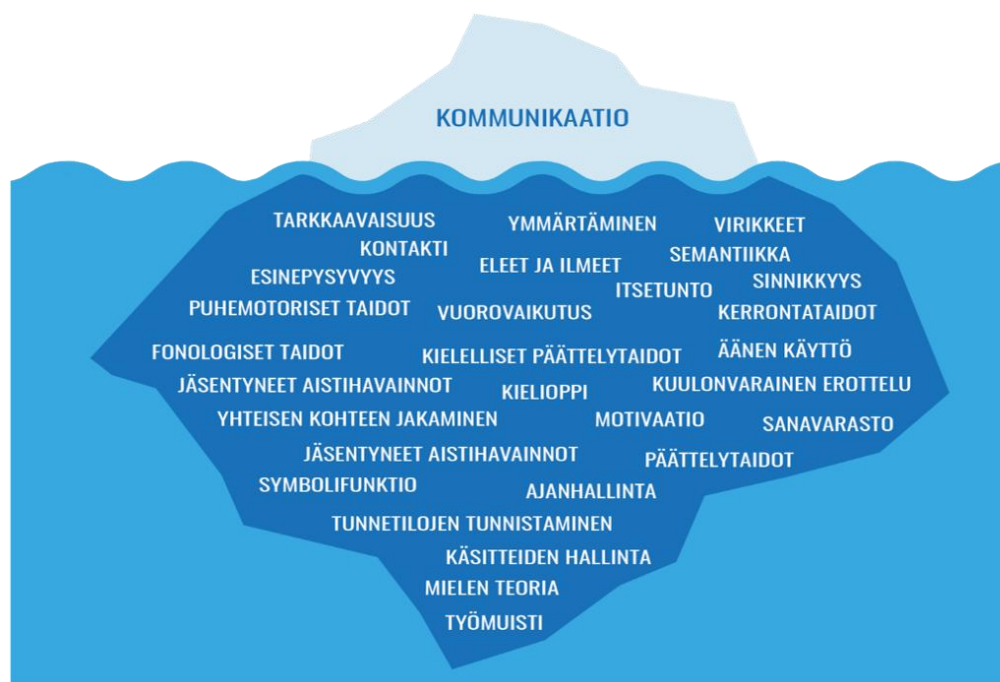 KOMMUNIKAATIO
TARKKAAVAISUUS
YMMÄRTÄMINEN
VIRIKKEET
KONTAKTI
ELEET JA ILMEET
SEMANTIIKKA
ESINEPYSYVYYS
ITSETUNTO
SINNIKKYYS
PUHEMOTORISET TAIDOT
VUOROVAIKUTUS
KERRONTATAIDOT
FONOLOGISET TAIDOT
KIELELLISET PÄÄTTELYTAIDOT
ÄÄNEN KÄYTTÖ
JÄSENTYNEET AISTIHAVAINNOT
KIELIOPPI
KUULONVARAINEN EROTTELU
YHTEISEN KOHTEEN JAKAMINEN
MOTIVAATIO
SANAVARASTO
JÄSENTYNEET AISTIHAVAINNOT
PÄÄTTELYTAIDOT
SYMBOLIFUNKTIO
AJANHALLINTA
TUNNETILOJEN TUNNISTAMINEN
KÄSITTEIDEN HALLINTA
MIELEN TEORIA
TYÖMUISTI